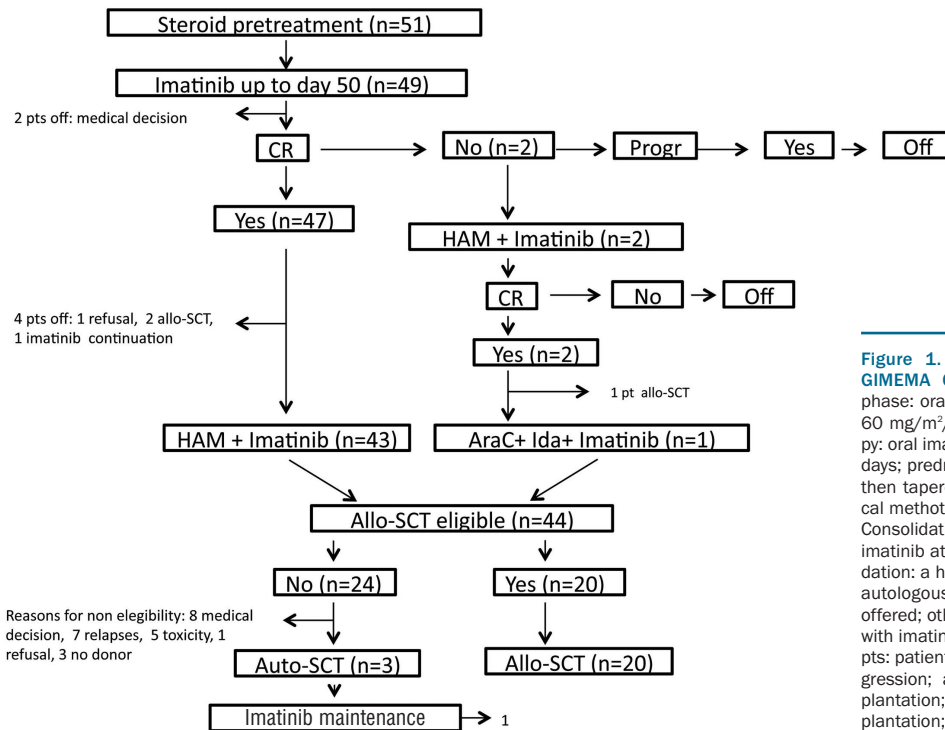 Steroid pretreatment (n=51)
Imatinib up to day 50 (n=49)
2 pts off: medical decision
CR
No (n=2)
Progr
Yes
Off
Yes (n=47)
HAM + Imatinib (n=2)
CR
No
Off
4 pts off: 1 refusal, 2 allo-SCT,
1 imatinib continuation
Yes (n=2)
1 pt allo-SCT
HAM + Imatinib (n=43)
AraC+ Ida+ Imatinib (n=1)
Allo-SCT eligible (n=44)
No (n=24)
Yes (n=20)
Reasons for non elegibility: 8 medical
decision, 7 relapses, 5 toxicity, 1
refusal, 3 no donor
Auto-SCT (n=3)
Allo-SCT (n=20)
Imatinib maintenance
1
Figure 1.
GIMEMA
phase: ora
60 mg/m²/
py: oral ima
days; predn
then taper
cal methot
Consolidat
imatinib at
dation: a h
autologous
offered; ot
with imatin
pts: patient
gression; a
plantation;
plantation;